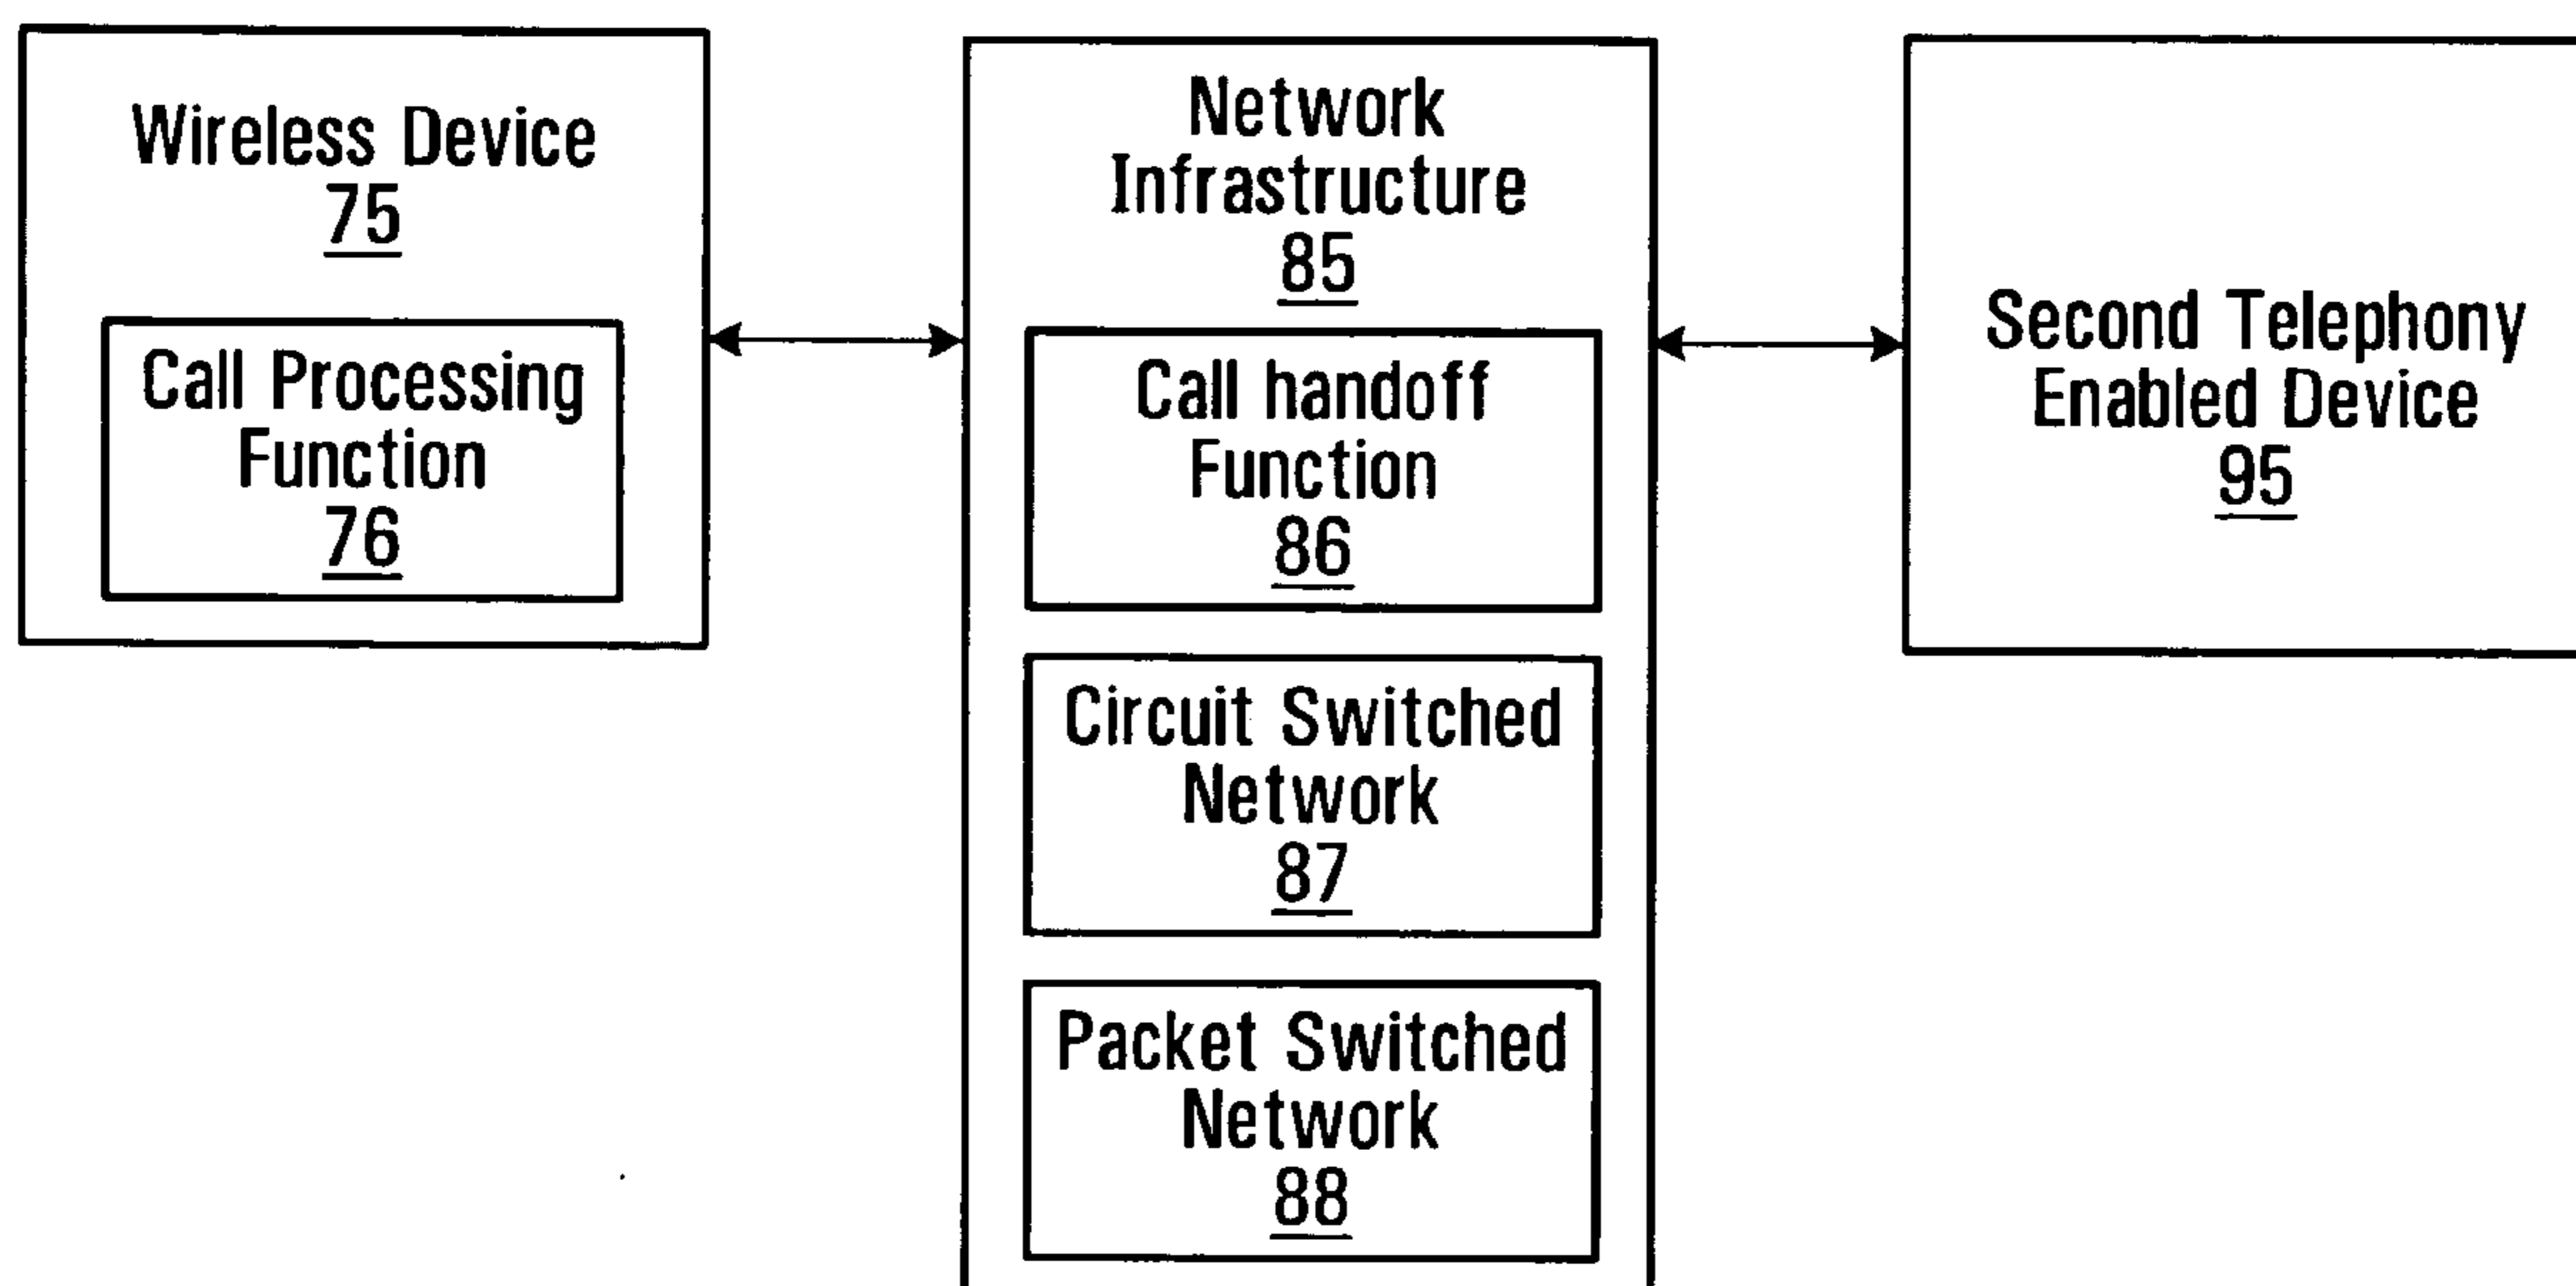 Wireless Device
75
Call Processing
Function
76
Network
Infrastructure
85
Call handoff
Function
86
Circuit Switched
Network
87
Packet Switched
Network
88
Second Telephony
Enabled Device
95